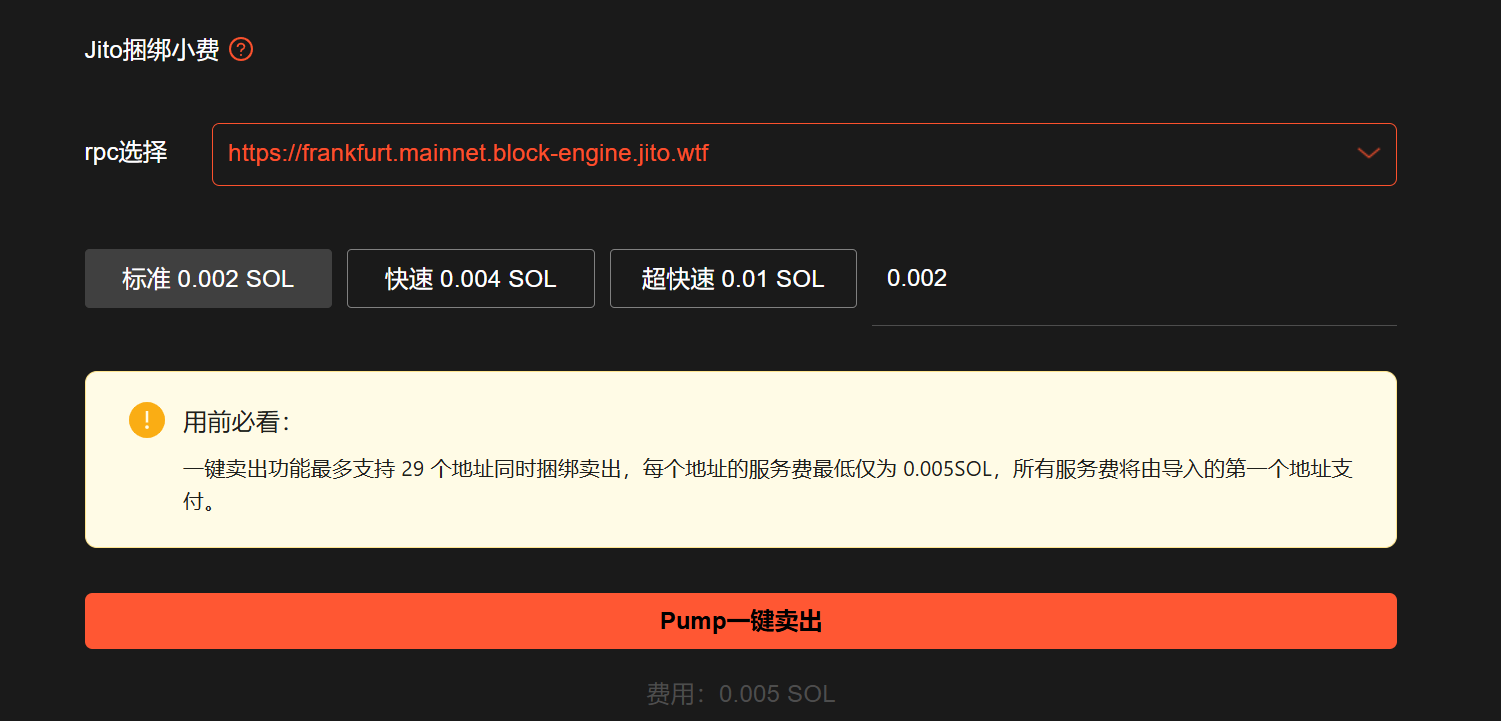 Jito捆绑小费
rpc选择
https://frankfurt.mainnet.block-engine.jito.wtf
标准 0.002 SOL
快速 0.004 SOL
超快速 0.01 SOL
0.002
用前必看：
一键卖出功能最多支持 29 个地址同时捆绑卖出，每个地址的服务费最低仅为 0.005SOL，所有服务费将由导入的第一个地址支
付。
Pump一键卖出
费用：0.005 SOL